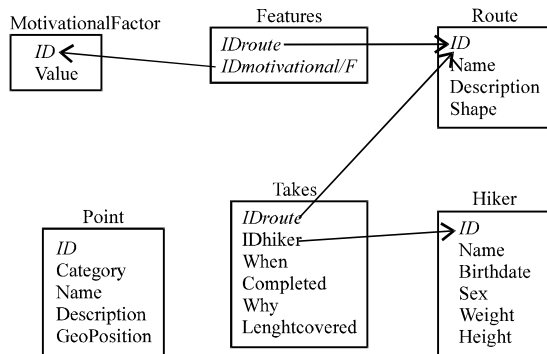 MotivationalFactor
ID
Value
Features
IDroute
IDmotivational/F
Route
ID
Name
Description
Shape
Point
ID
Category
Name
Description
GeoPosition
Takes
IDroute
IDhiker
When
Completed
Why
Lenghtcovered
Hiker
ID
Name
Birthdate
Sex
Weight
Height